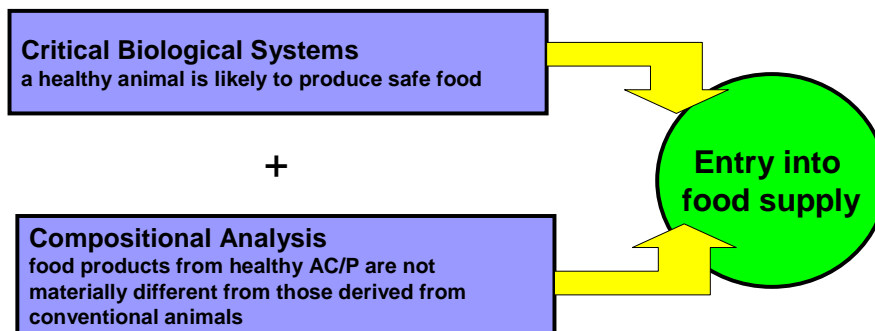 Critical Biological Systems
a healthy animal is likely to produce safe food
+
Entry into
food supply
Compositional Analysis
food products from healthy AC/P are not
materially different from those derived from
conventional animals